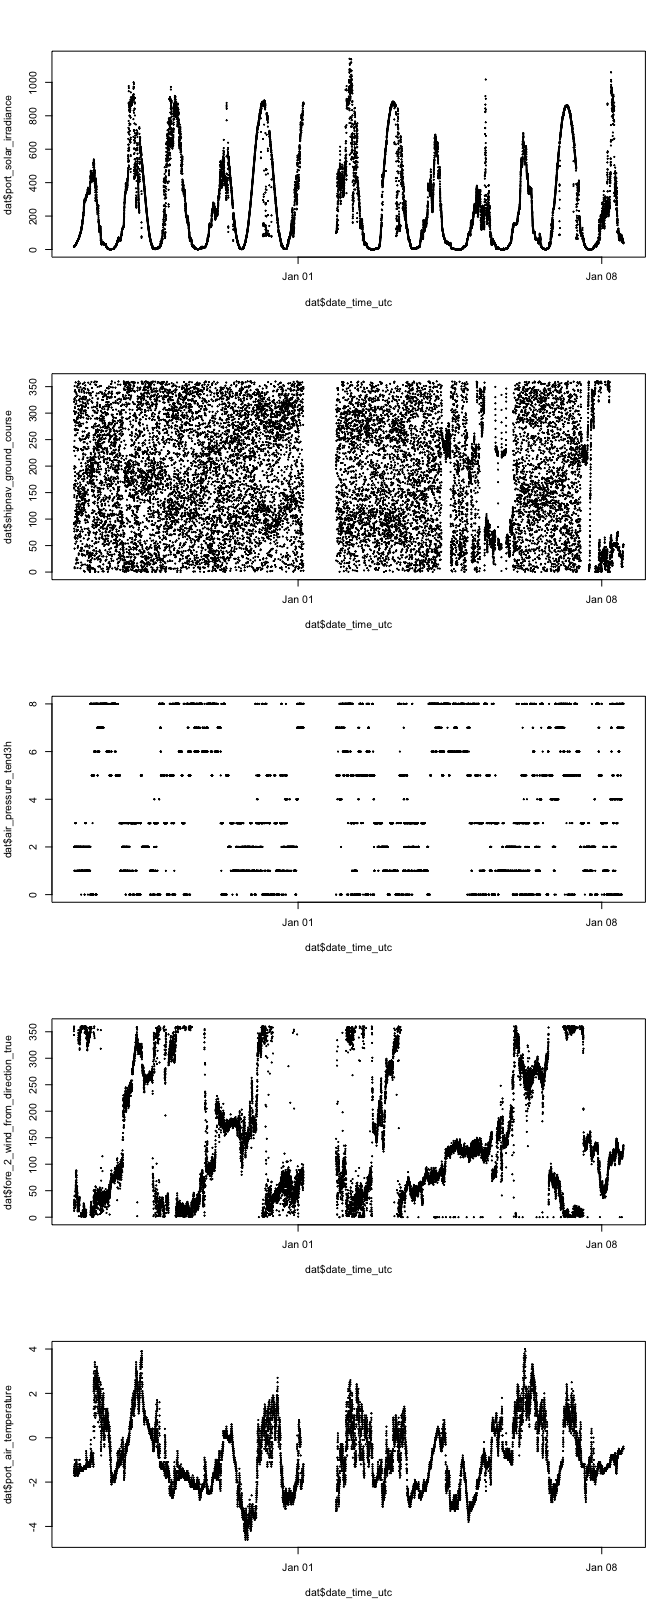 dat$port_solar_irradiance
0
200
400
600
800
1000
Jan 01
Jan 08
dat$date_time_utc
dat$shipnav_ground_course
0
50
100
150
200
250
300
350
Jan 01
Jan 08
dat$date_time_utc
dat$air_pressure_tend3h
0
2
4
6
8
Jan 01
Jan 08
dat$date_time_utc
dat$fore_2_wind_from_direction_true
0
50
100
150
200
250
300
350
Jan 01
Jan 08
dat$date_time_utc
dat$port_air_temperature
-4
-2
0
2
4
Jan 01
Jan 08
dat$date_time_utc